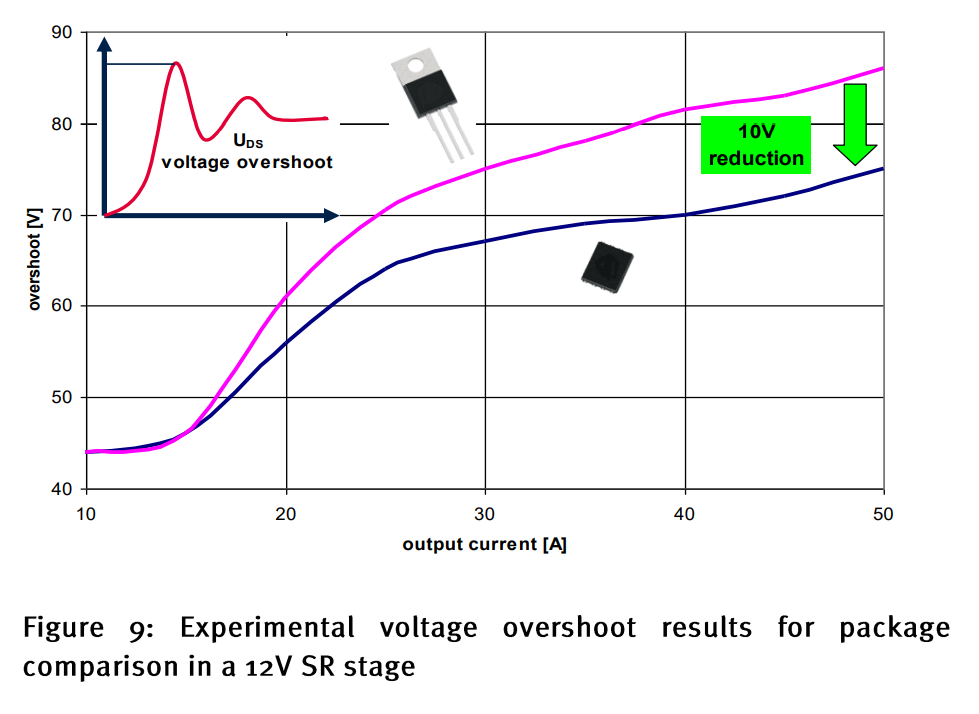 90
80
70
60
50
40
overshoot [V]
U_DS
voltage overshoot
10V
reduction
10 20 30 40 50
output current [A]
Figure 9: Experimental voltage overshoot results for package
comparison in a 12V SR stage